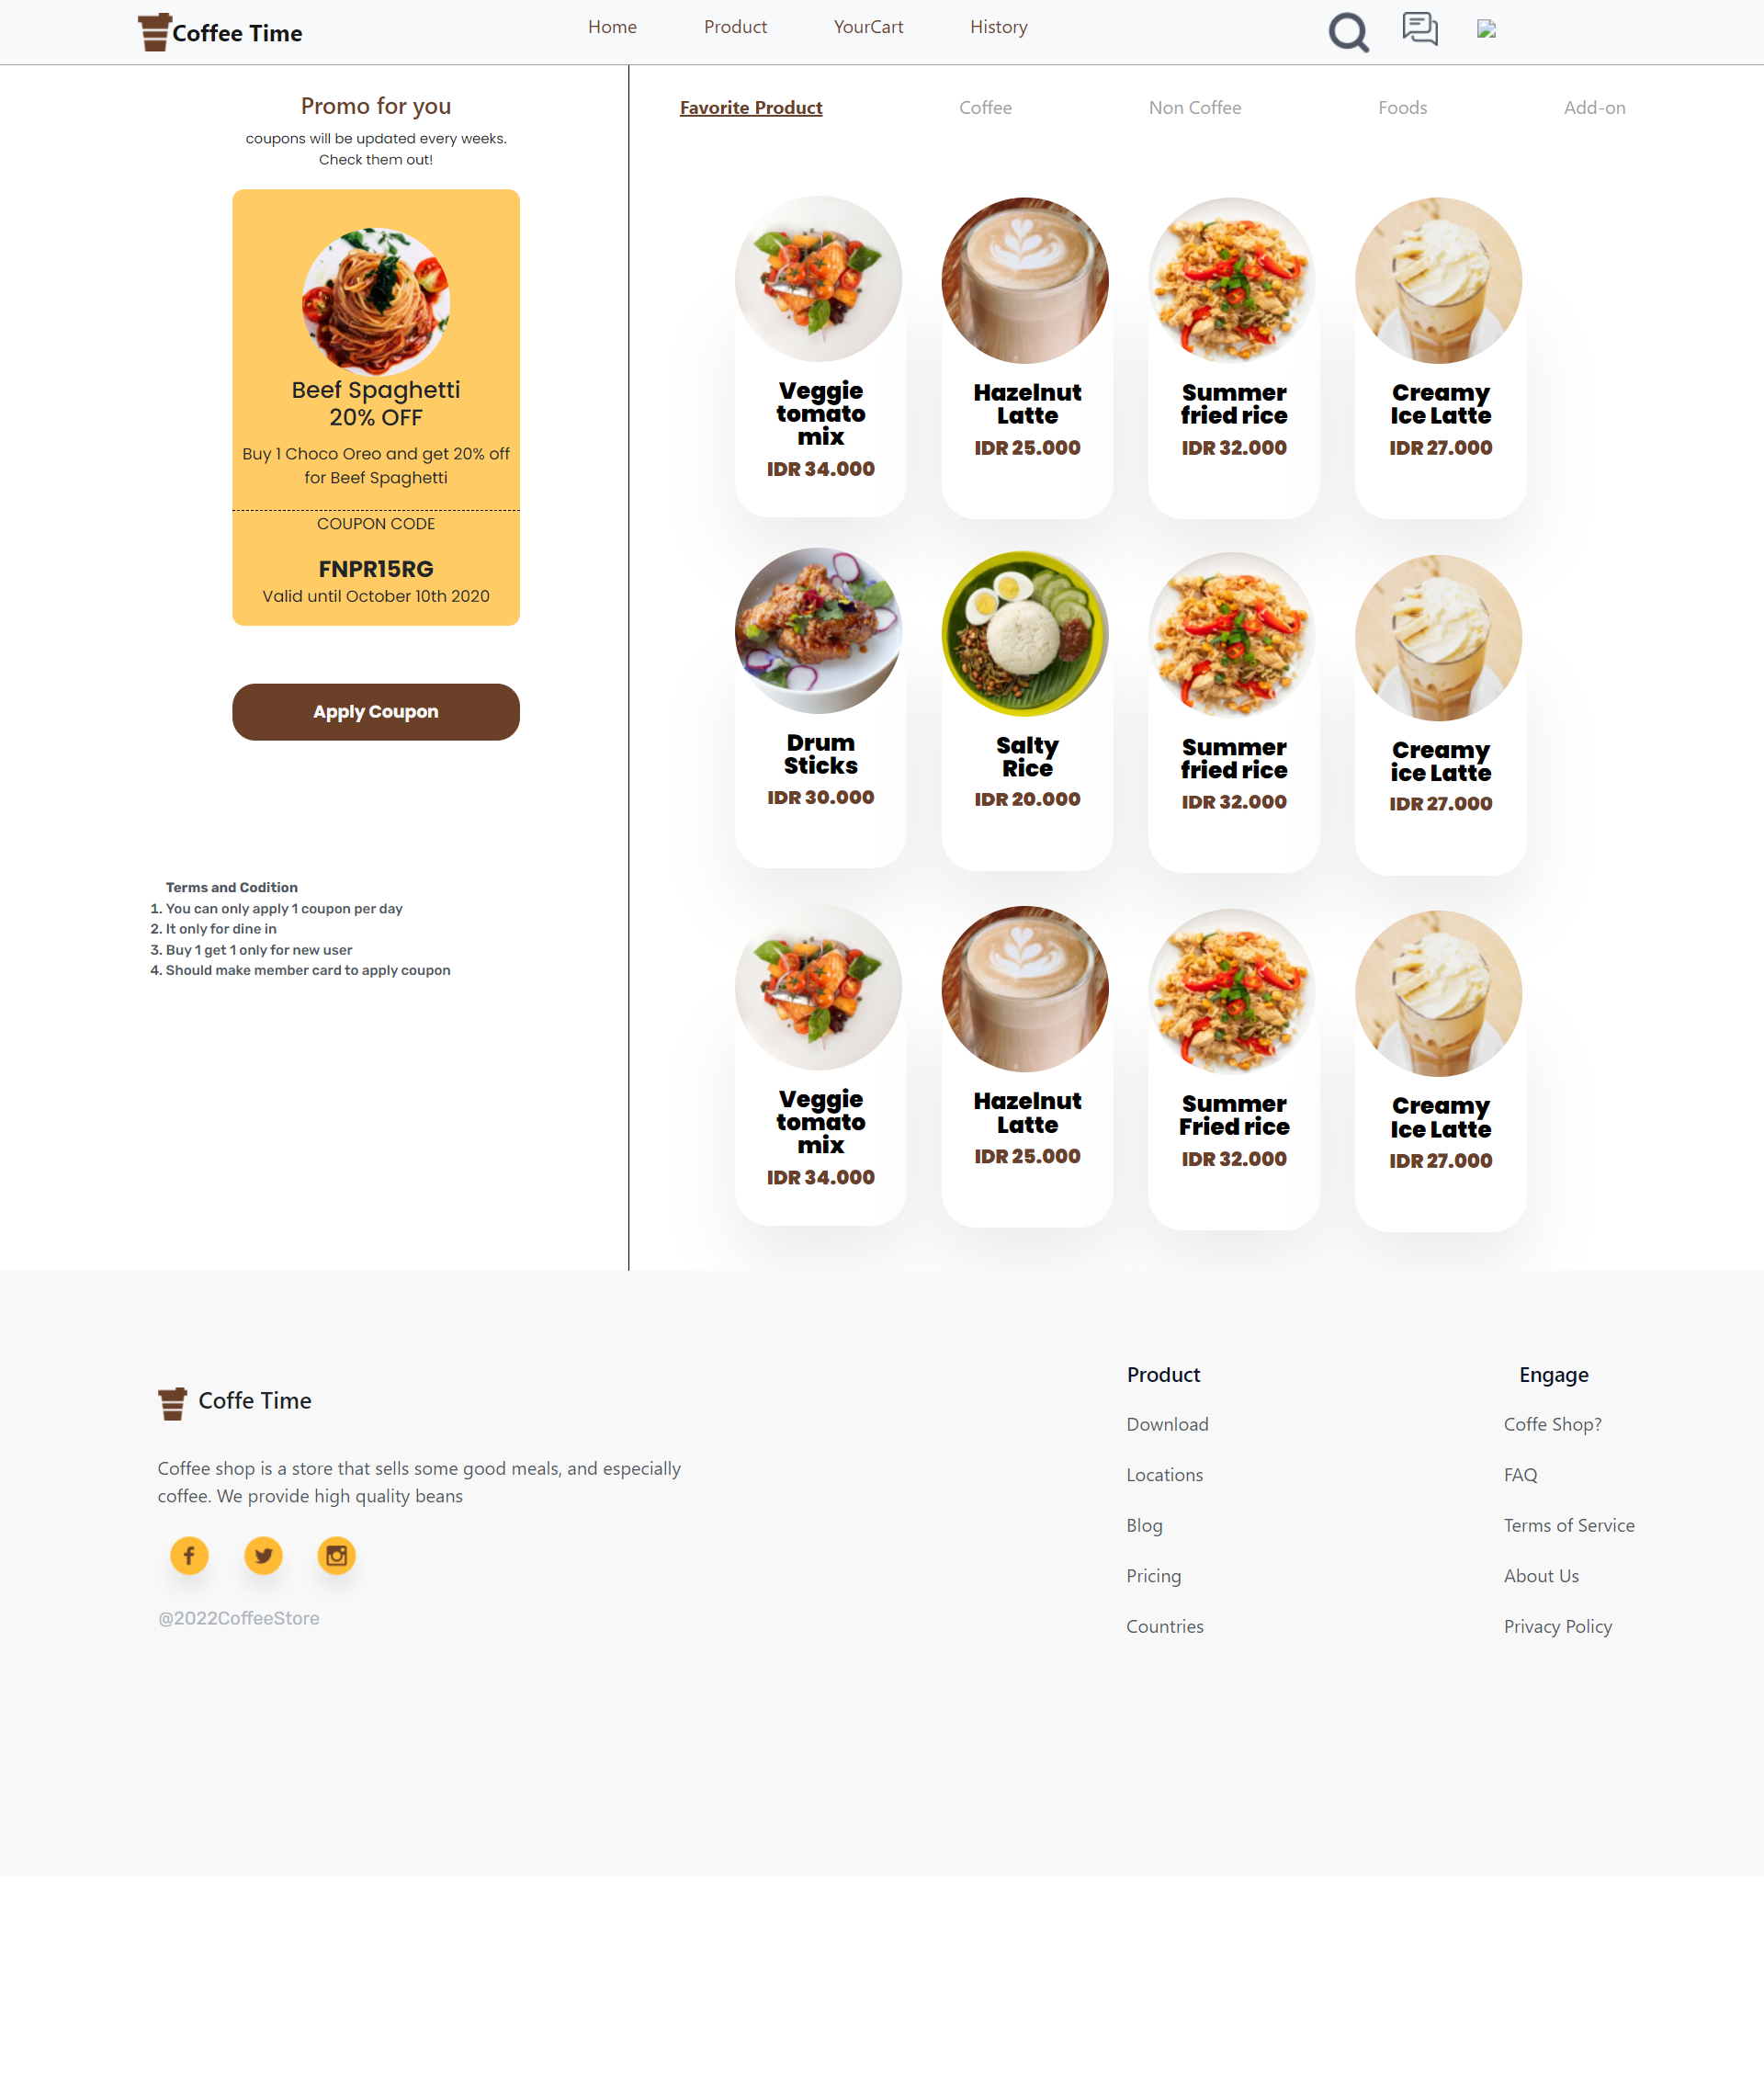 Coffee Time
Home
Product
YourCart
History
Promo for you
coupons will be updated every weeks.
Check them out!
Beef Spaghetti
20% OFF
Buy 1 Choco Oreo and get 20% off
for Beef Spaghetti
COUPON CODE
FNPR15RG
Valid until October 10th 2020
Apply Coupon
Terms and Codition
1. You can only apply 1 coupon per day
2. It only for dine in
3. Buy 1 get 1 only for new user
4. Should make member card to apply coupon
Favorite Product
Coffee
Non Coffee
Foods
Add-on
Veggie
tomato
mix
IDR 34.000
Hazelnut
Latte
IDR 25.000
Summer
fried rice
IDR 32.000
Creamy
Ice Latte
IDR 27.000
Drum
Sticks
IDR 30.000
Salty
Rice
IDR 20.000
Summer
fried rice
IDR 32.000
Creamy
ice Latte
IDR 27.000
Veggie
tomato
mix
IDR 34.000
Hazelnut
Latte
IDR 25.000
Summer
Fried rice
IDR 32.000
Creamy
Ice Latte
IDR 27.000
Coffe Time
Coffee shop is a store that sells some good meals, and especially
coffee. We provide high quality beans
@2022CoffeeStore
Product
Download
Locations
Blog
Pricing
Countries
Engage
Coffe Shop?
FAQ
Terms of Service
About Us
Privacy Policy